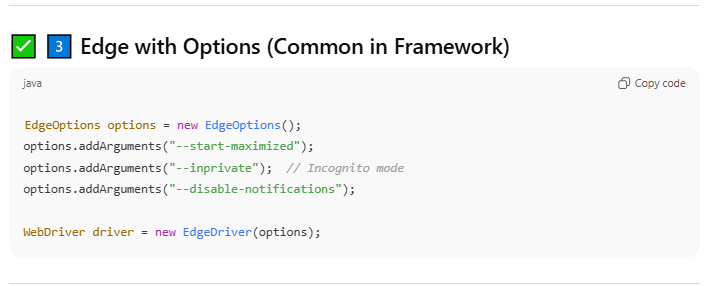 ✅ 3️⃣ Edge with Options (Common in Framework)
java
Copy code
EdgeOptions options = new EdgeOptions();
options.addArguments("--start-maximized");
options.addArguments("--inprivate");  // Incognito mode
options.addArguments("--disable-notifications");
WebDriver driver = new EdgeDriver(options);